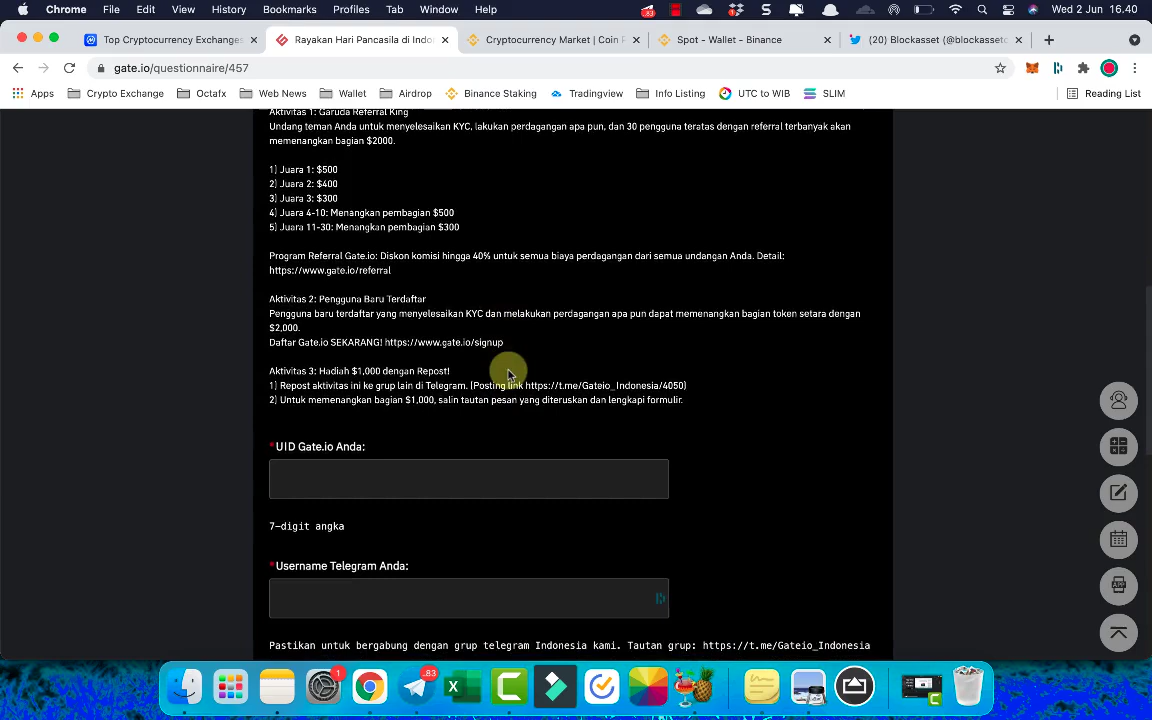 Chrome File Edit View History Bookmarks Profiles Tab Window Help
Wed 2 Jun 16.40
Top Cryptocurrency Exchanges
Rayakan Hari Pancasila di Indo
Cryptocurrency Market | Coin P
Spot - Wallet - Binance
(20) Blockasset (@blockassetc
gate.io/questionnaire/457
Apps Crypto Exchange Octafx Web News Wallet Airdrop Binance Staking Tradingview Info Listing UTC to WIB SLIM Reading List
Aktivitas 1: Garuda Referral King
Undang teman Anda untuk menyelesaikan KYC, lakukan perdagangan apa pun, dan 30 pengguna teratas dengan referral terbanyak akan
memenangkan bagian $2000.
1) Juara 1: $500
2) Juara 2: $400
3) Juara 3: $300
4) Juara 4-10: Menangkan pembagian $500
5) Juara 11-30: Menangkan pembagian $300
Program Referral Gate.io: Diskon komisi hingga 40% untuk semua biaya perdagangan dari semua undangan Anda. Detail:
https://www.gate.io/referral
Aktivitas 2: Pengguna Baru Terdaftar
Pengguna baru terdaftar yang menyelesaikan KYC dan melakukan perdagangan apa pun dapat memenangkan bagian token setara dengan
$2,000.
Daftar Gate.io SEKARANG! https://www.gate.io/signup
Aktivitas 3: Hadiah $1,000 dengan Repost!
1) Repost aktivitas ini ke grup lain di Telegram. (Posting link https://t.me/Gateio_Indonesia/4050)
2) Untuk memenangkan bagian $1,000, salin tautan pesan yang diteruskan dan lengkapi formulir.
*UID Gate.io Anda:
7-digit angka
*Username Telegram Anda:
Pastikan untuk bergabung dengan grup telegram Indonesia kami. Tautan grup: https://t.me/Gateio_Indonesia
1
83